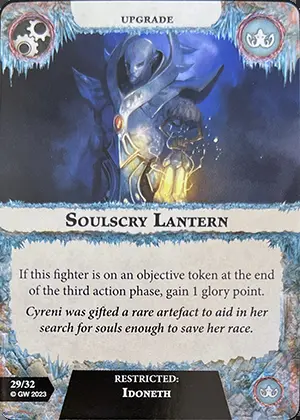 UPGRADE
SOULSCRY LANTERN
If this fighter is on an objective token at the end
of the third action phase, gain 1 glory point.
Cyreni was gifted a rare artefact to aid in her
search for souls enough to save her race.
29/32
© GW 2023
RESTRICTED:
IDONETH